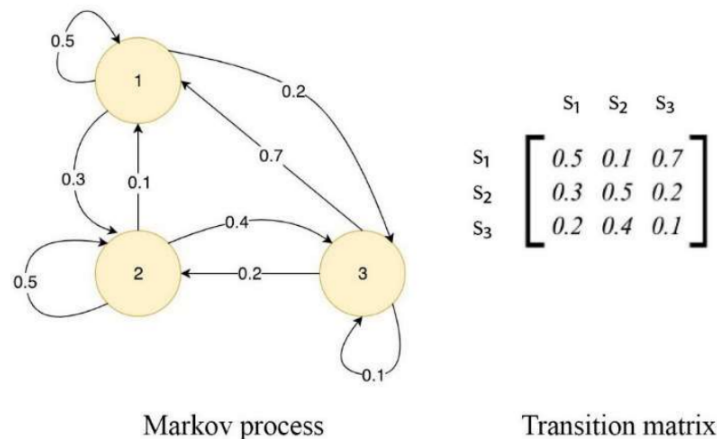 0.5
1
0.2
0.7
0.3
0.1
0.4
0.5
2
0.2
3
0.1
Markov process
S1 S2 S3
S1 0.5 0.1 0.7
S2 0.3 0.5 0.2
S3 0.2 0.4 0.1
Transition matrix